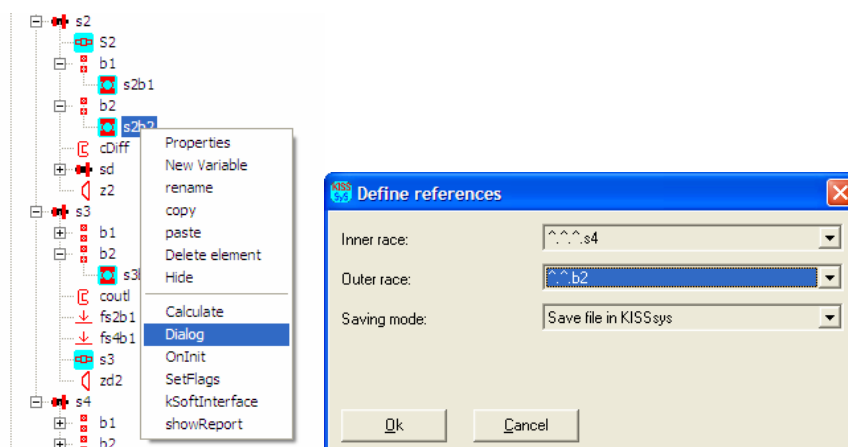 s2
S2
b1
s2b1
b2
s2b2
cDiff
sd
z2
s3
b1
b2
coutl
fs2b1
fs4b1
s3
zd2
s4
b1
b2
Properties
New Variable
rename
copy
paste
Delete element
Hide
Calculate
Dialog
OnInit
SetFlags
kSoftInterface
showReport
KISS
sys
Define references
Inner race:
^.^.^.s4
Outer race:
^.^.b2
Saving mode:
Save file in KISSsys
Ok
Cancel